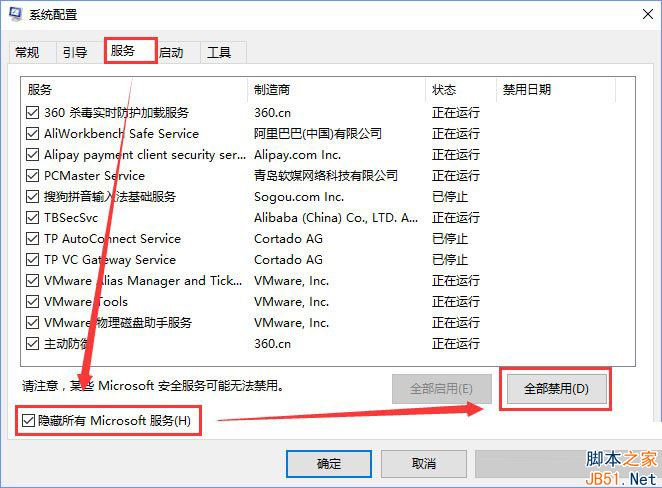 系统配置
常规 引导 服务 启动 工具
服务 制造商 状态 禁用日期
360 杀毒实时防护加载服务 360.cn 正在运行
AliWorkbench Safe Service 阿里巴巴(中国)有限公司 正在运行
Alipay payment client security ser... Alipay.com Inc. 正在运行
PCMaster Service 青岛软媒网络科技有限公司 正在运行
搜狗拼音输入法基础服务 Sogou.com Inc. 已停止
TBSecSvc Alibaba (China) Co., LTD. A... 正在运行
TP AutoConnect Service Cortado AG 已停止
TP VC Gateway Service Cortado AG 已停止
VMware Alias Manager and Tick... VMware, Inc. 正在运行
VMware Tools VMware, Inc. 正在运行
VMware 物理磁盘助手服务 VMware, Inc. 正在运行
主动防御 360.cn 正在运行
请注意，某些 Microsoft 安全服务可能无法禁用。
全部启用(E) 全部禁用(D)
隐藏所有 Microsoft 服务(H)
确定 取消
脚本之家
JB51.Net